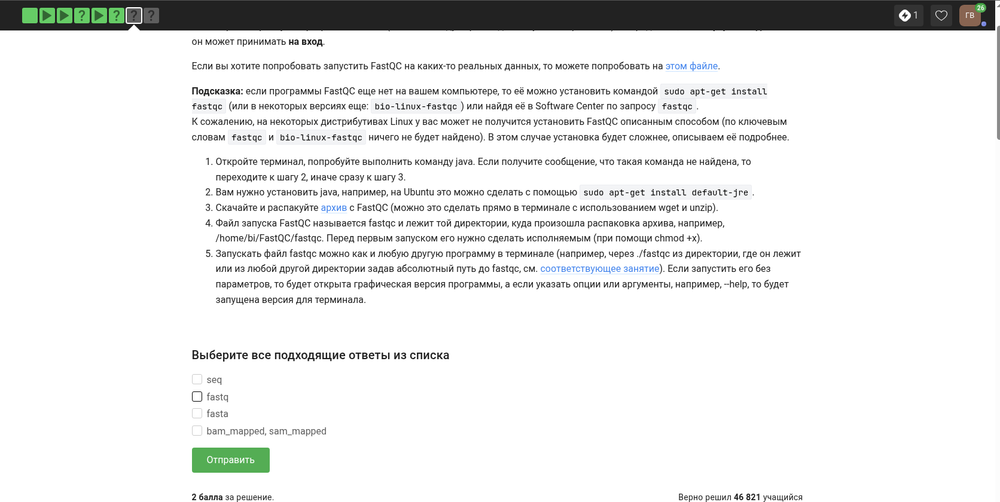 1
ГВ
26
он может принимать на вход.
Если вы хотите попробовать запустить FastQC на каких-то реальных данных, то можете попробовать на этом файле.
Подсказка: если программы FastQC еще нет на вашем компьютере, то её можно установить командой sudo apt-get install
fastqc (или в некоторых версиях еще: bio-linux-fastqc) или найдя её в Software Center по запросу fastqc.
К сожалению, на некоторых дистрибутивах Linux у вас может не получится установить FastQC описанным способом (по ключевым
словам fastqc и bio-linux-fastqc ничего не будет найдено). В этом случае установка будет сложнее, описываем её подробнее.
1. Откройте терминал, попробуйте выполнить команду java. Если получите сообщение, что такая команда не найдена, то
переходите к шагу 2, иначе сразу к шагу 3.
2. Вам нужно установить java, например, на Ubuntu это можно сделать с помощью sudo apt-get install default-jre.
3. Скачайте и распакуйте архив с FastQC (можно это сделать прямо в терминале с использованием wget и unzip).
4. Файл запуска FastQC называется fastqc и лежит той директории, куда произошла распаковка архива, например,
/home/bi/FastQC/fastqc. Перед первым запуском его нужно сделать исполняемым (при помощи chmod +x).
5. Запускать файл fastqc можно как и любую другую программу в терминале (например, через ./fastqc из директории, где он лежит
или из любой другой директории задав абсолютный путь до fastqc, см. соответствующее занятие). Если запустить его без
параметров, то будет открыта графическая версия программы, а если указать опции или аргументы, например, --help, то будет
запущена версия для терминала.
Выберите все подходящие ответы из списка
seq
fastq
fasta
bam_mapped, sam_mapped
Отправить
2 балла за решение.
Верно решил 46 821 учащийся